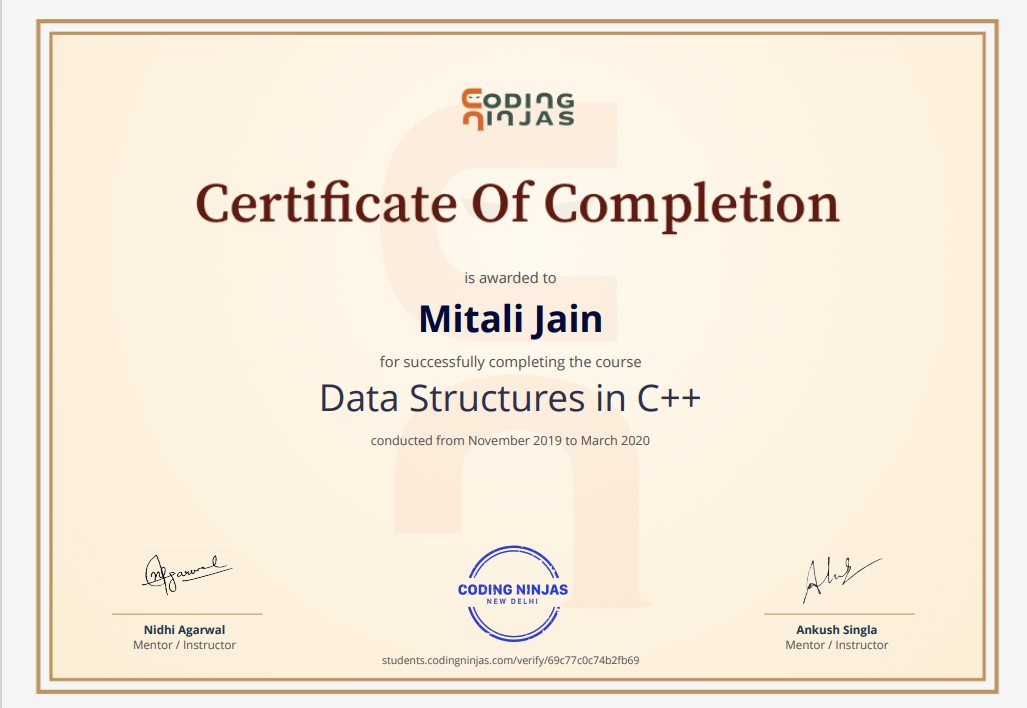 CODING
NINJAS
Certificate Of Completion
is awarded to
Mitali Jain
for successfully completing the course
Data Structures in C++
conducted from November 2019 to March 2020
Nidhi Agarwal
Mentor / Instructor
CODING NINJAS
NEW DELHI
Ankush Singla
Mentor / Instructor
students.codingninjas.com/verify/69c77c0c74b2fb69